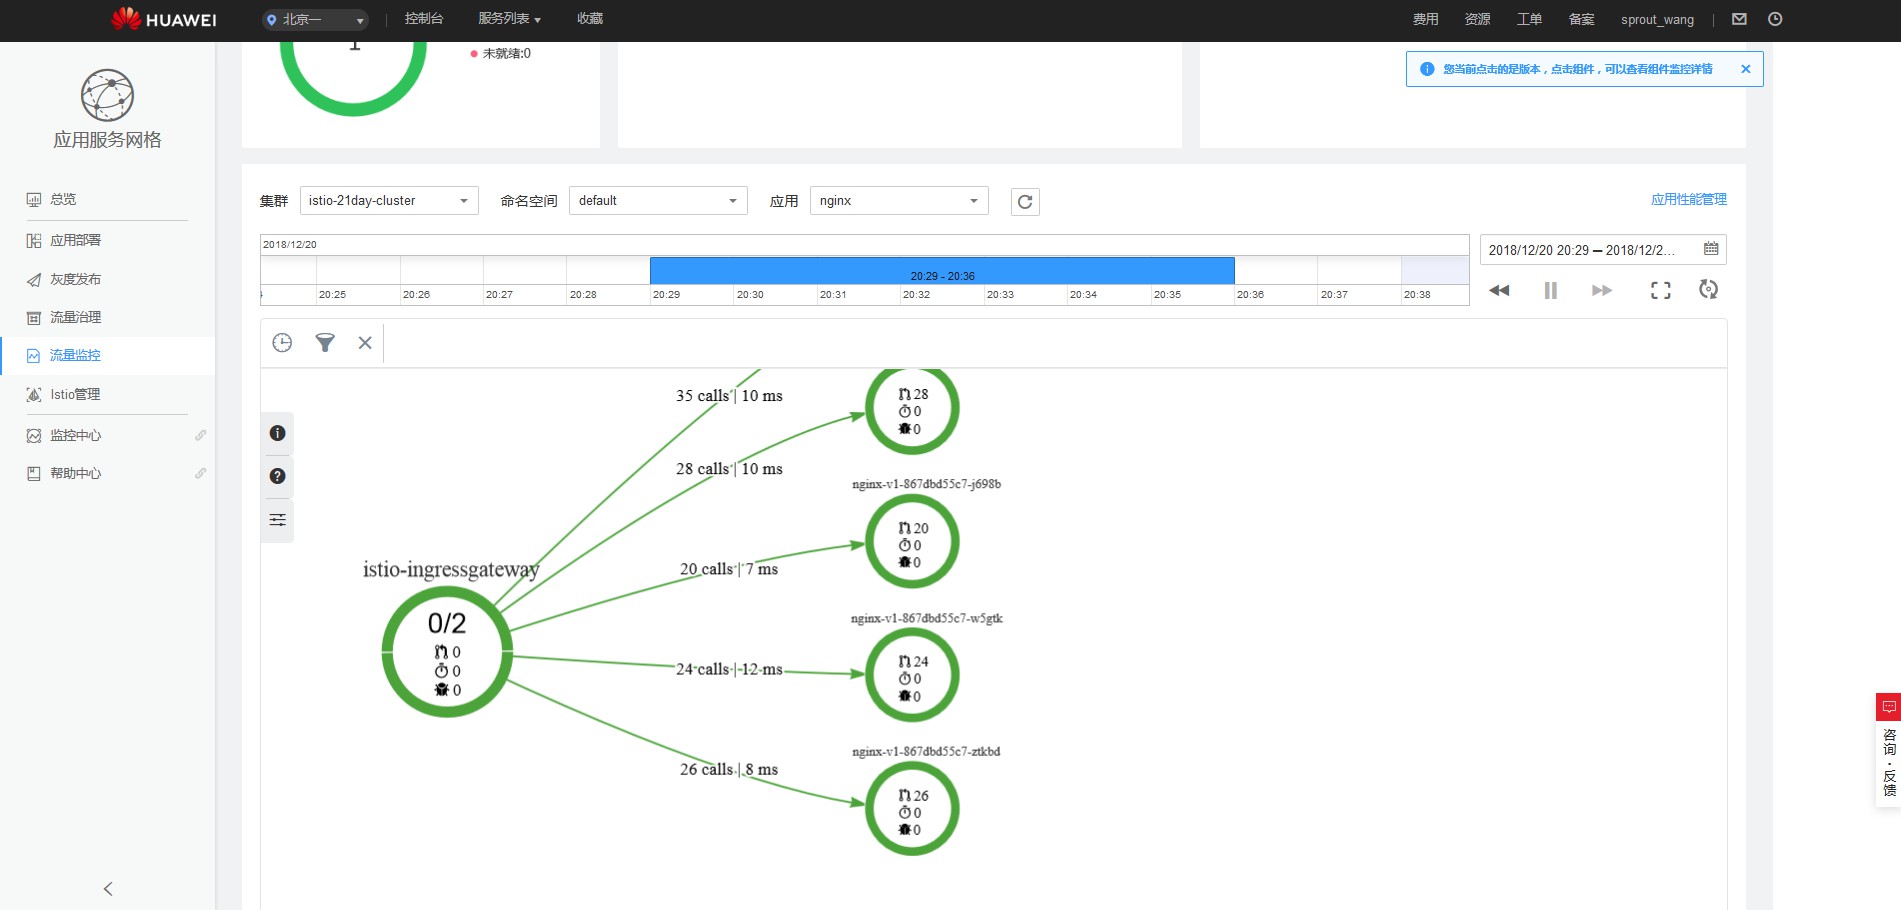 HUAWEI
北京一
控制台
服务列表
收藏
费用
资源
工单
备案
sprout_wang
未就绪:0
您当前点击的是版本，点击组件，可以查看组件监控详情
应用服务网格
总览
应用部署
灰度发布
流量治理
流量监控
Istio管理
监控中心
帮助中心
集群
istio-21day-cluster
命名空间
default
应用
nginx
应用性能管理
2018/12/20
20:29 - 20:36
20:25
20:26
20:27
20:28
20:29
20:30
20:31
20:32
20:33
20:34
20:35
20:36
20:37
20:38
2018/12/20 20:29 — 2018/12/2...
35 calls | 10 ms
28 calls | 10 ms
20 calls | 7 ms
24 calls | 12 ms
26 calls | 8 ms
istio-ingressgateway
0/2
0
0
0
28
0
0
nginx-v1-867dbd55c7-j698b
20
0
0
nginx-v1-867dbd55c7-w5gtk
24
0
0
nginx-v1-867dbd55c7-ztkbd
26
0
0
咨询·反馈